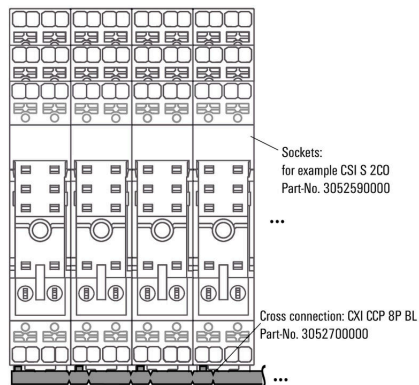 Sockets:
for example CSI S 2CO
Part-No. 3052590000
•••
Cross connection: CXI CCP 8P BL
Part-No. 3052700000
•••